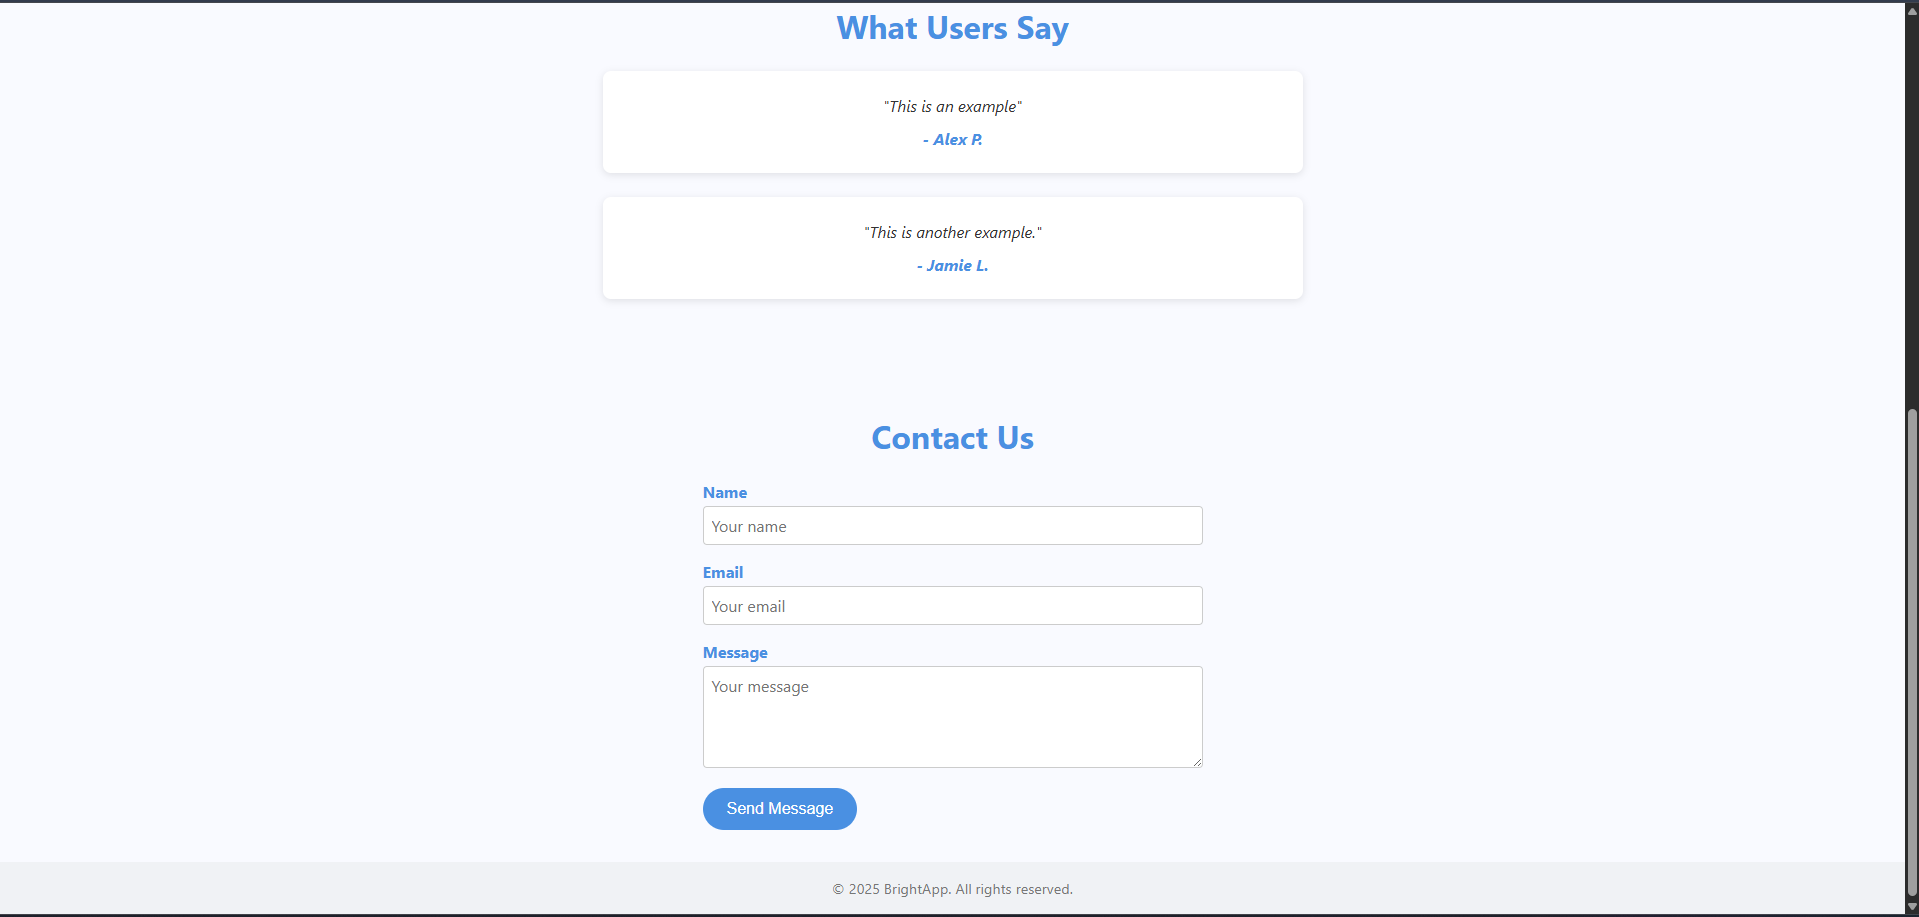 What Users Say
"This is an example"
- Alex P.
"This is another example."
- Jamie L.
Contact Us
Name
Your name
Email
Your email
Message
Your message
Send Message
© 2025 BrightApp. All rights reserved.